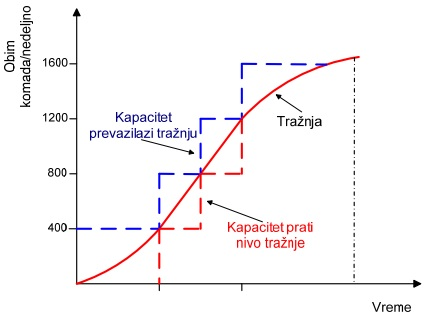 Obim
komada/nedeljno
1600
1200
800
400
Kapacitet
prevazilazi tražnju
Tražnja
Kapacitet prati
nivo tražnje
Vreme